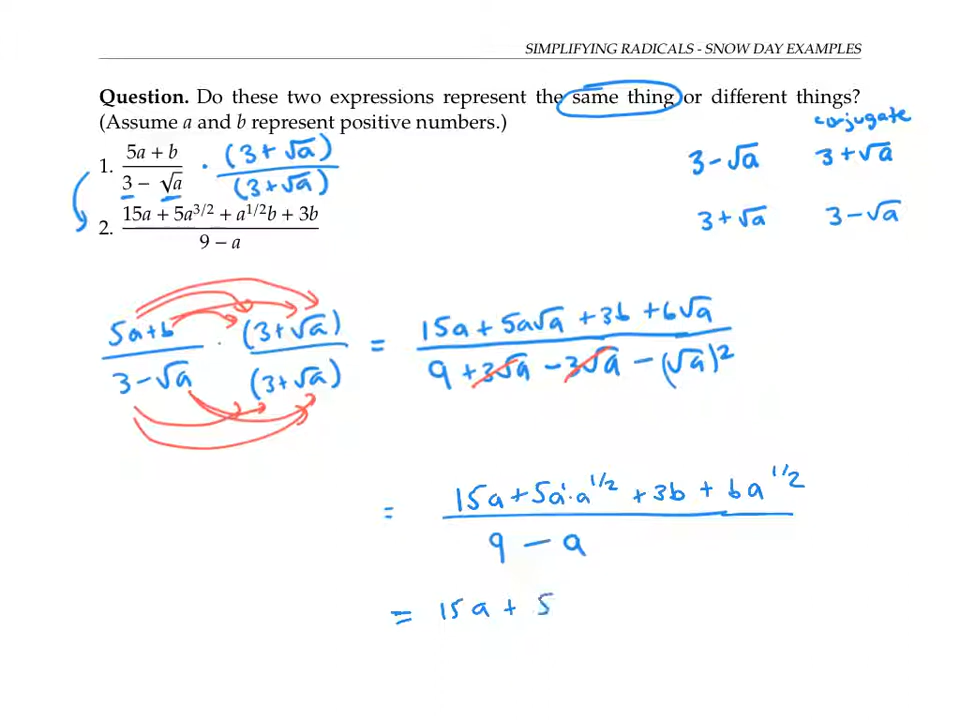 SIMPLIFYING RADICALS - SNOW DAY EXAMPLES
Question. Do these two expressions represent the same thing or different things?
(Assume a and b represent positive numbers.)
conjugate
1. (5a + b)/(3 − √a) · (3 + √a)/(3 + √a)
3 − √a   3 + √a
2. (15a + 5a^{3/2} + a^{1/2}b + 3b)/(9 − a)
3 + √a   3 − √a
(5a + b)/(3 − √a) · (3 + √a)/(3 + √a) = (15a + 5a√a + 3b + b√a)/(9 + 3√a − 3√a − (√a)²)
= (15a + 5a¹·a^{1/2} + 3b + ba^{1/2})/(9 − a)
= 15a + 5